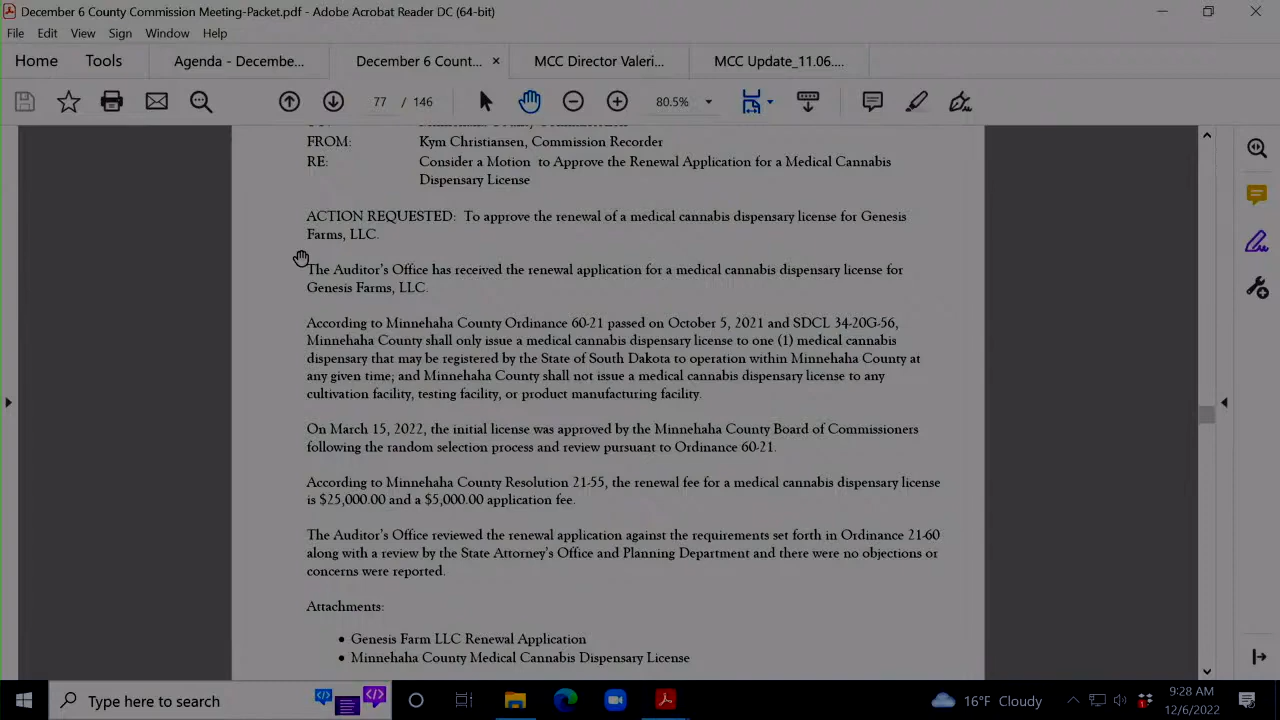 December 6 County Commission Meeting-Packet.pdf - Adobe Acrobat Reader DC (64-bit)
File Edit View Sign Window Help
Home Tools Agenda - Decembe... December 6 Count... × MCC Director Valeri... MCC Update_11.06....
77 / 146 80.5%
FROM: Kym Christiansen, Commission Recorder
RE: Consider a Motion to Approve the Renewal Application for a Medical Cannabis
Dispensary License
ACTION REQUESTED: To approve the renewal of a medical cannabis dispensary license for Genesis
Farms, LLC.
The Auditor's Office has received the renewal application for a medical cannabis dispensary license for
Genesis Farms, LLC.
According to Minnehaha County Ordinance 60-21 passed on October 5, 2021 and SDCL 34-20G-56,
Minnehaha County shall only issue a medical cannabis dispensary license to one (1) medical cannabis
dispensary that may be registered by the State of South Dakota to operation within Minnehaha County at
any given time; and Minnehaha County shall not issue a medical cannabis dispensary license to any
cultivation facility, testing facility, or product manufacturing facility.
On March 15, 2022, the initial license was approved by the Minnehaha County Board of Commissioners
following the random selection process and review pursuant to Ordinance 60-21.
According to Minnehaha County Resolution 21-55, the renewal fee for a medical cannabis dispensary license
is $25,000.00 and a $5,000.00 application fee.
The Auditor's Office reviewed the renewal application against the requirements set forth in Ordinance 21-60
along with a review by the State Attorney's Office and Planning Department and there were no objections or
concerns were reported.
Attachments:
• Genesis Farm LLC Renewal Application
• Minnehaha County Medical Cannabis Dispensary License
Type here to search
16°F Cloudy
9:28 AM
12/6/2022